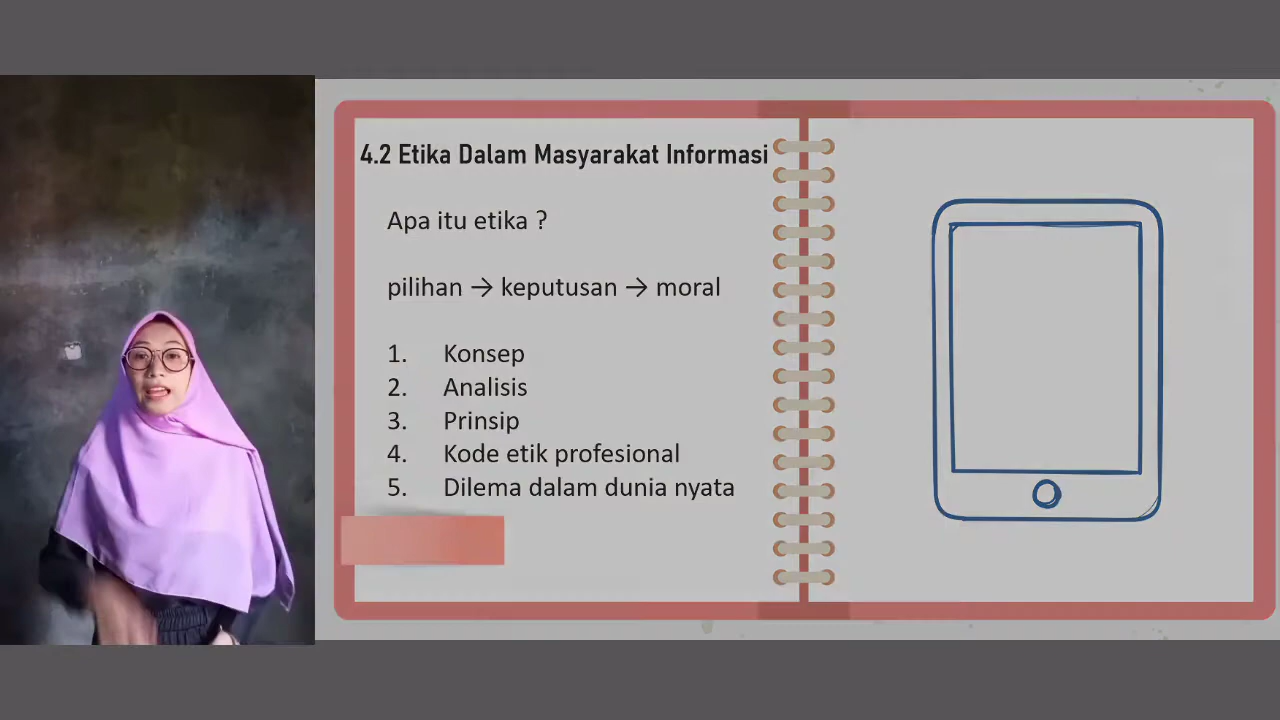 4.2 Etika Dalam Masyarakat Informasi
Apa itu etika ?
pilihan → keputusan → moral
1. Konsep
2. Analisis
3. Prinsip
4. Kode etik profesional
5. Dilema dalam dunia nyata